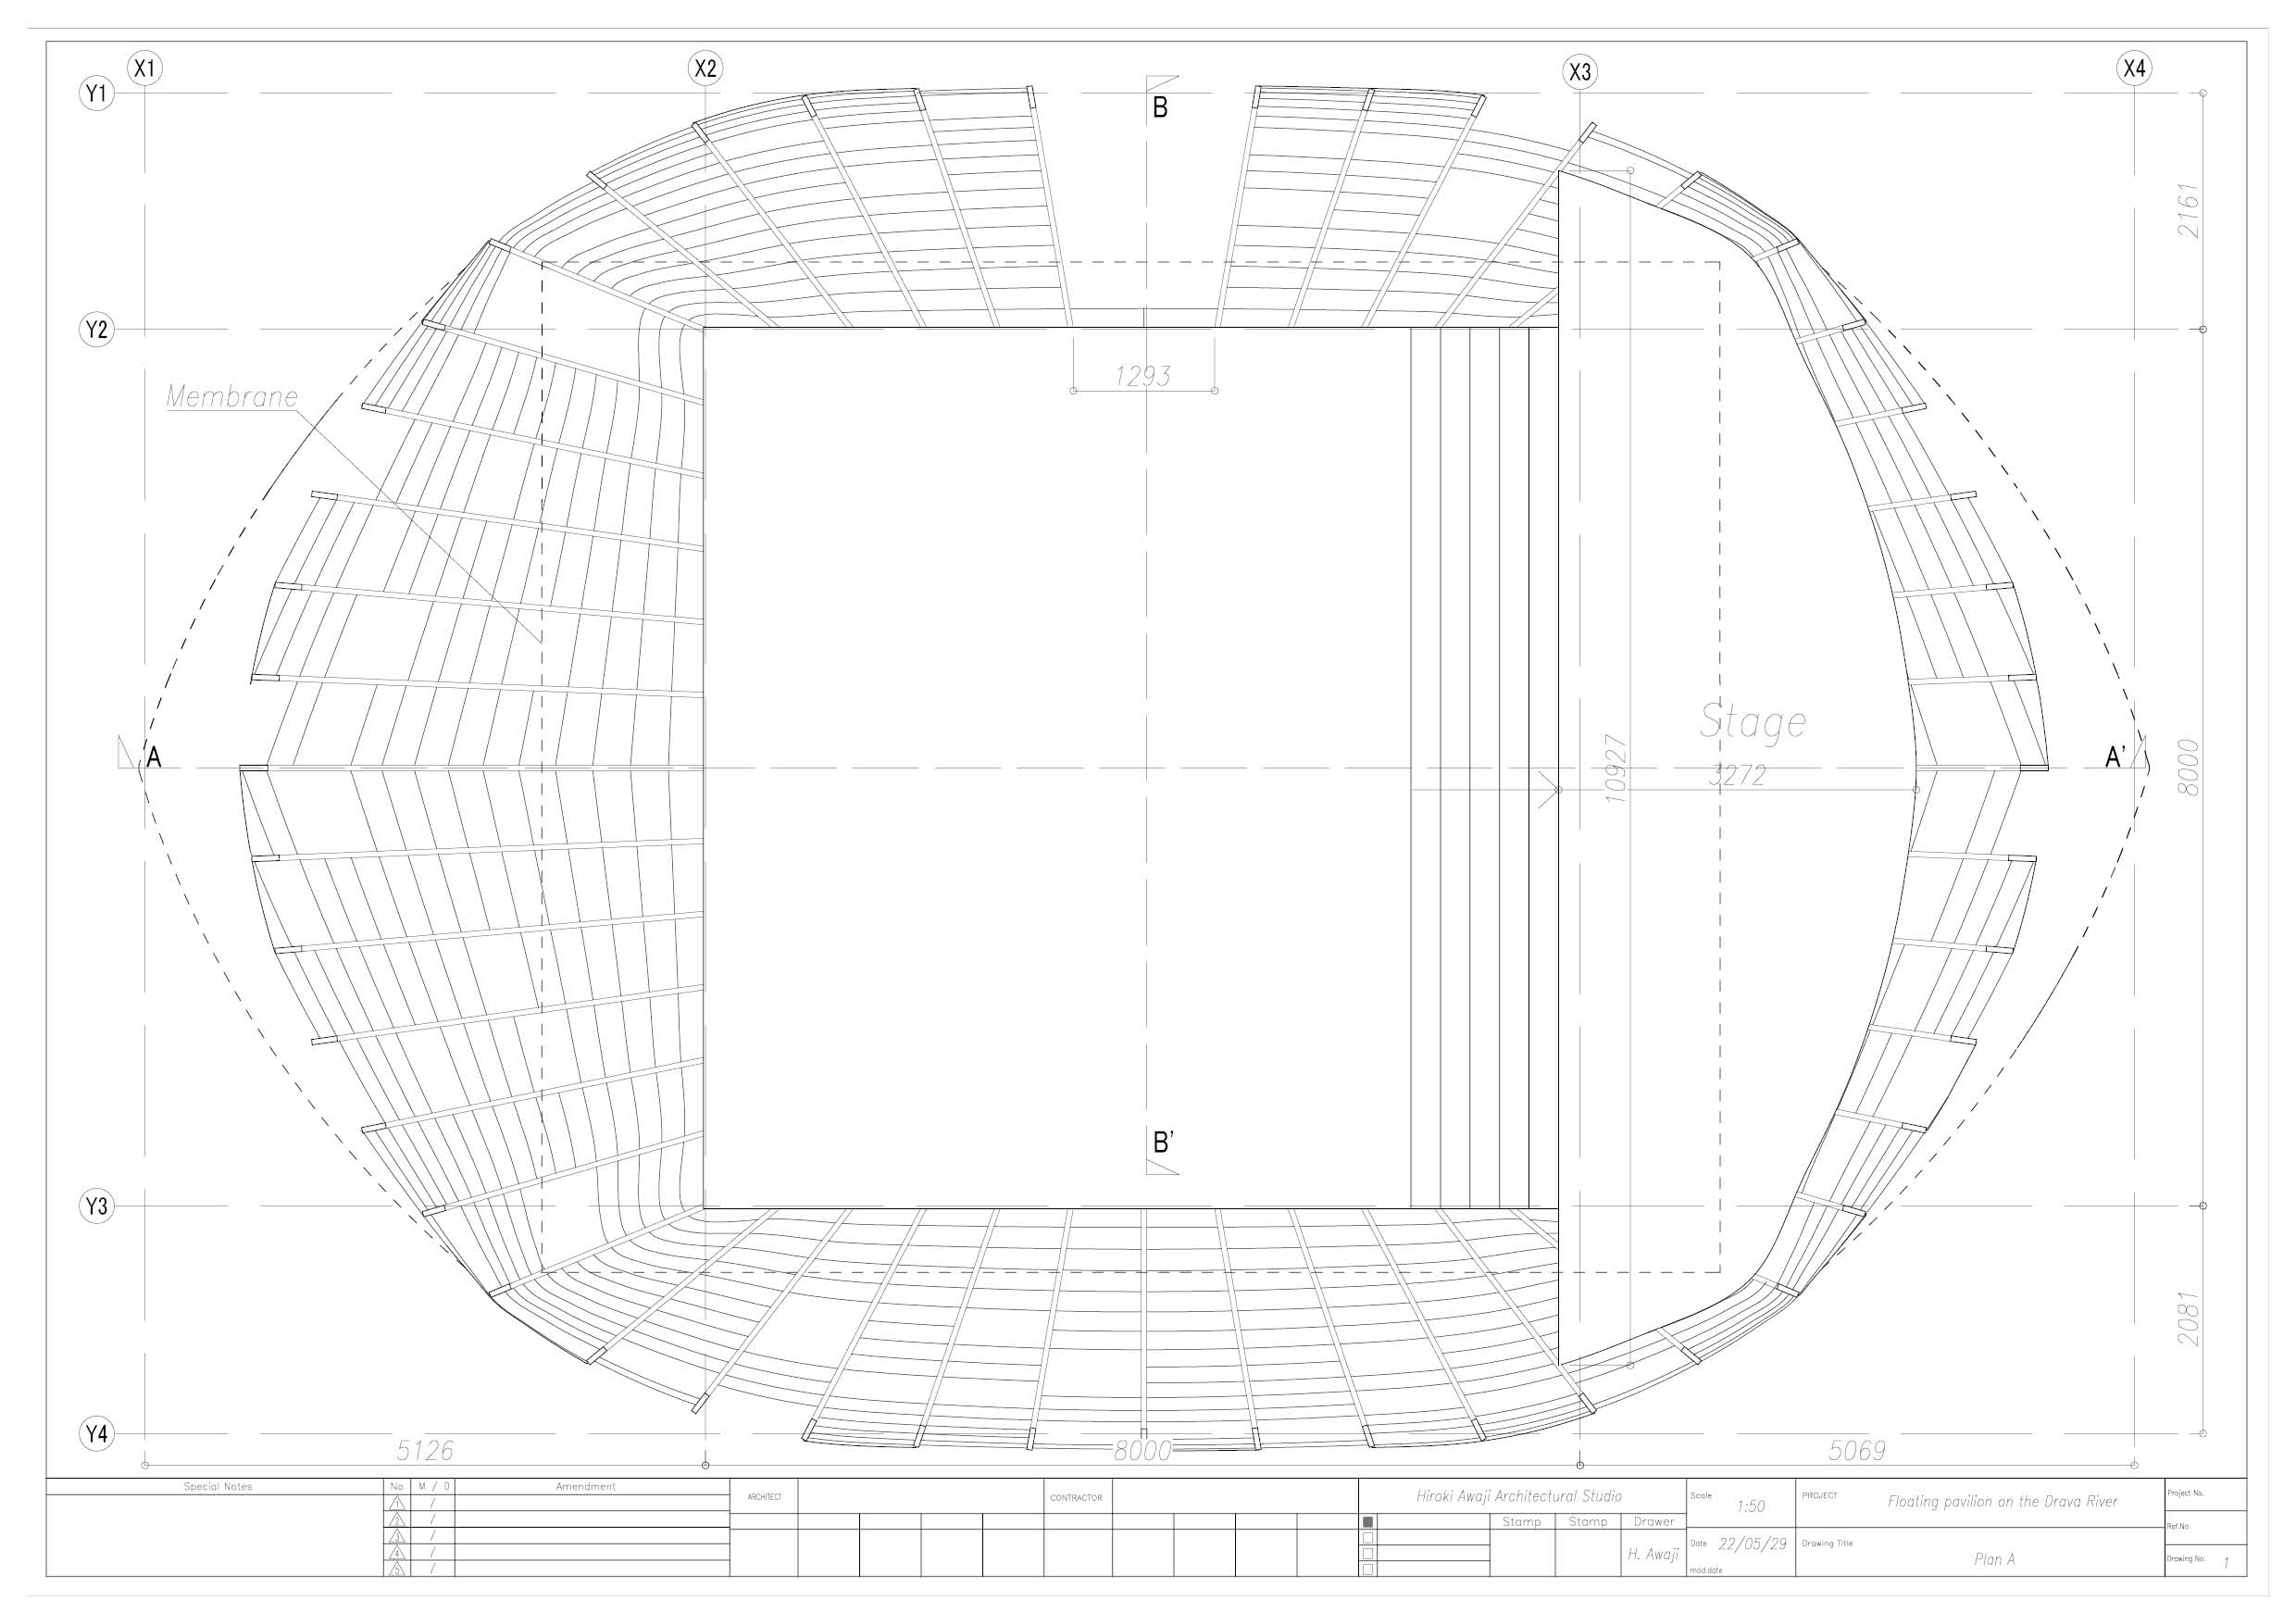 X1 X2 X3 X4
Y1
B
2161
Y2
1293
Membrane
Stage
A
A'
3272
10927
8000
B'
Y3
2081
Y4
5126 8000 5069
Special Notes
No M / D Amendment
1 /
2 /
3 /
4 /
5 /
ARCHITECT
CONTRACTOR
Hiroki Awaji Architectural Studio
Stamp Stamp Drawer
H. Awaji
Scale 1:50
Date 22/05/29
mod.date
PROJECT Floating pavilion on the Drava River
Drawing Title Plan A
Project No.
Ref.No.
Drawing No. 1